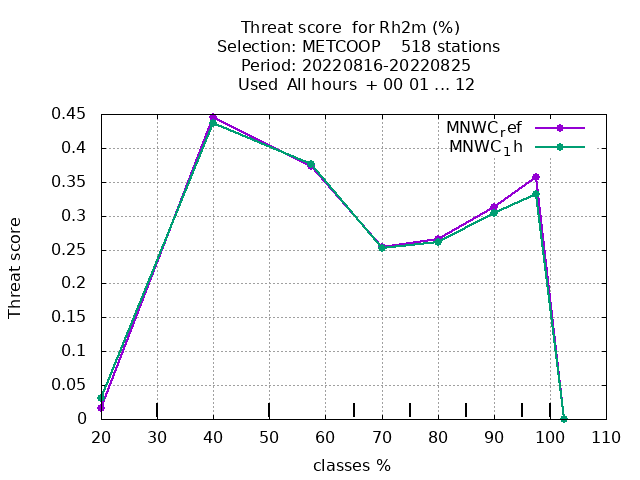 Threat score  for Rh2m (%)
Selection: METCOOP    518 stations
Period: 20220816-20220825
Used  All hours  + 00 01 ... 12
0.45
0.4
0.35
0.3
0.25
0.2
0.15
0.1
0.05
0
Threat score
MNWCref
MNWC1h
20 30 40 50 60 70 80 90 100 110
classes %